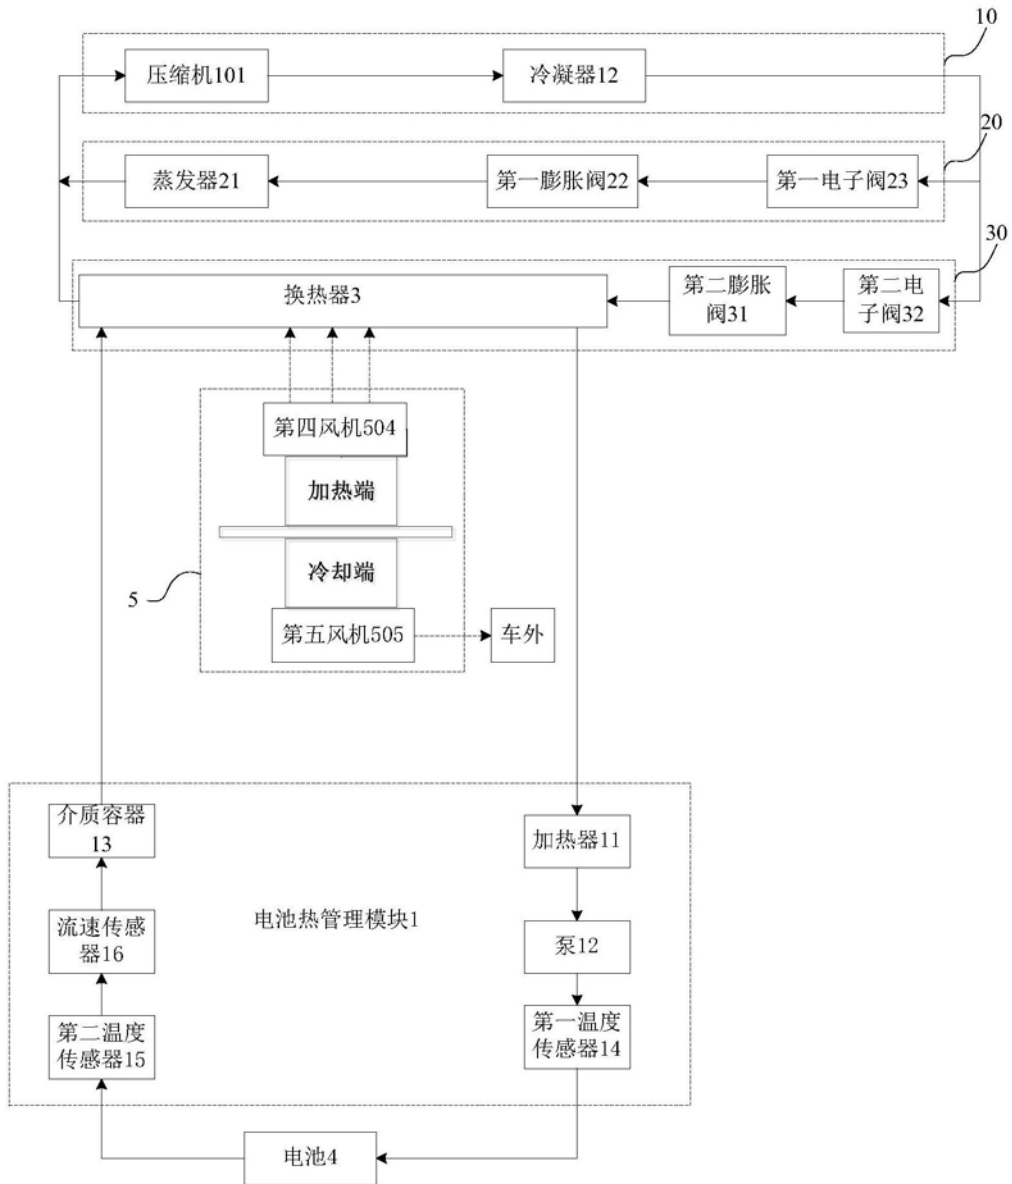 10
压缩机101
冷凝器12
20
蒸发器21
第一膨胀阀22
第一电子阀23
30
换热器3
第二膨胀
阀31
第二电
子阀32
第四风机504
加热端
冷却端
5
第五风机505
车外
介质容器
13
加热器11
流速传感
器16
电池热管理模块1
泵12
第二温度
传感器15
第一温度
传感器14
电池4